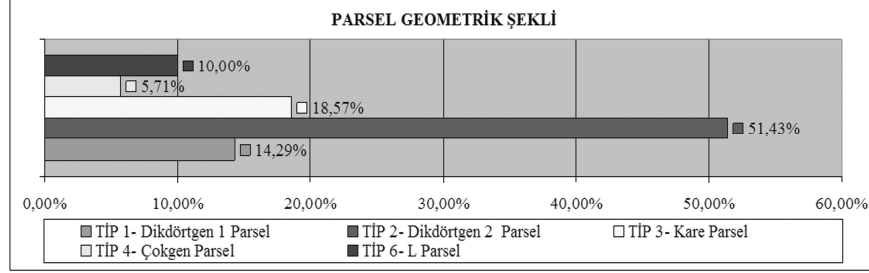 PARSEL GEOMETRİK ŞEKLİ
10,00%
5,71%
18,57%
51,43%
14,29%
0,00% 10,00% 20,00% 30,00% 40,00% 50,00% 60,00%
TİP 1- Dikdörtgen 1 Parsel TİP 2- Dikdörtgen 2 Parsel TİP 3- Kare Parsel
TİP 4- Çokgen Parsel TİP 6- L Parsel